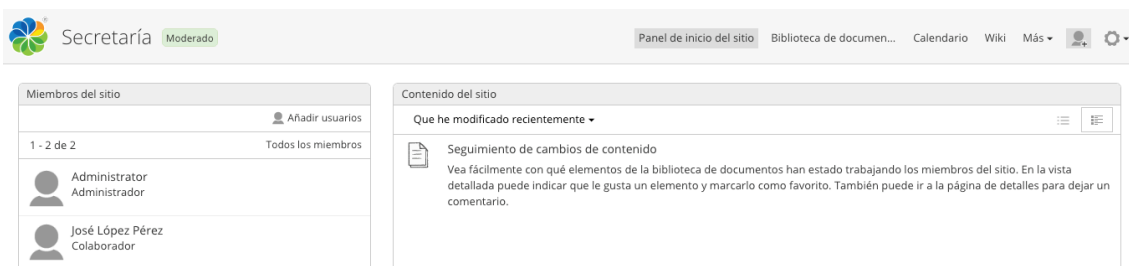 Secretaría Moderado
Panel de inicio del sitio Biblioteca de documen... Calendario Wiki Más
Miembros del sitio
Añadir usuarios
1 - 2 de 2 Todos los miembros
Administrator
Administrador
José López Pérez
Colaborador
Contenido del sitio
Que he modificado recientemente
Seguimiento de cambios de contenido
Vea fácilmente con qué elementos de la biblioteca de documentos han estado trabajando los miembros del sitio. En la vista
detallada puede indicar que le gusta un elemento y marcarlo como favorito. También puede ir a la página de detalles para dejar un
comentario.